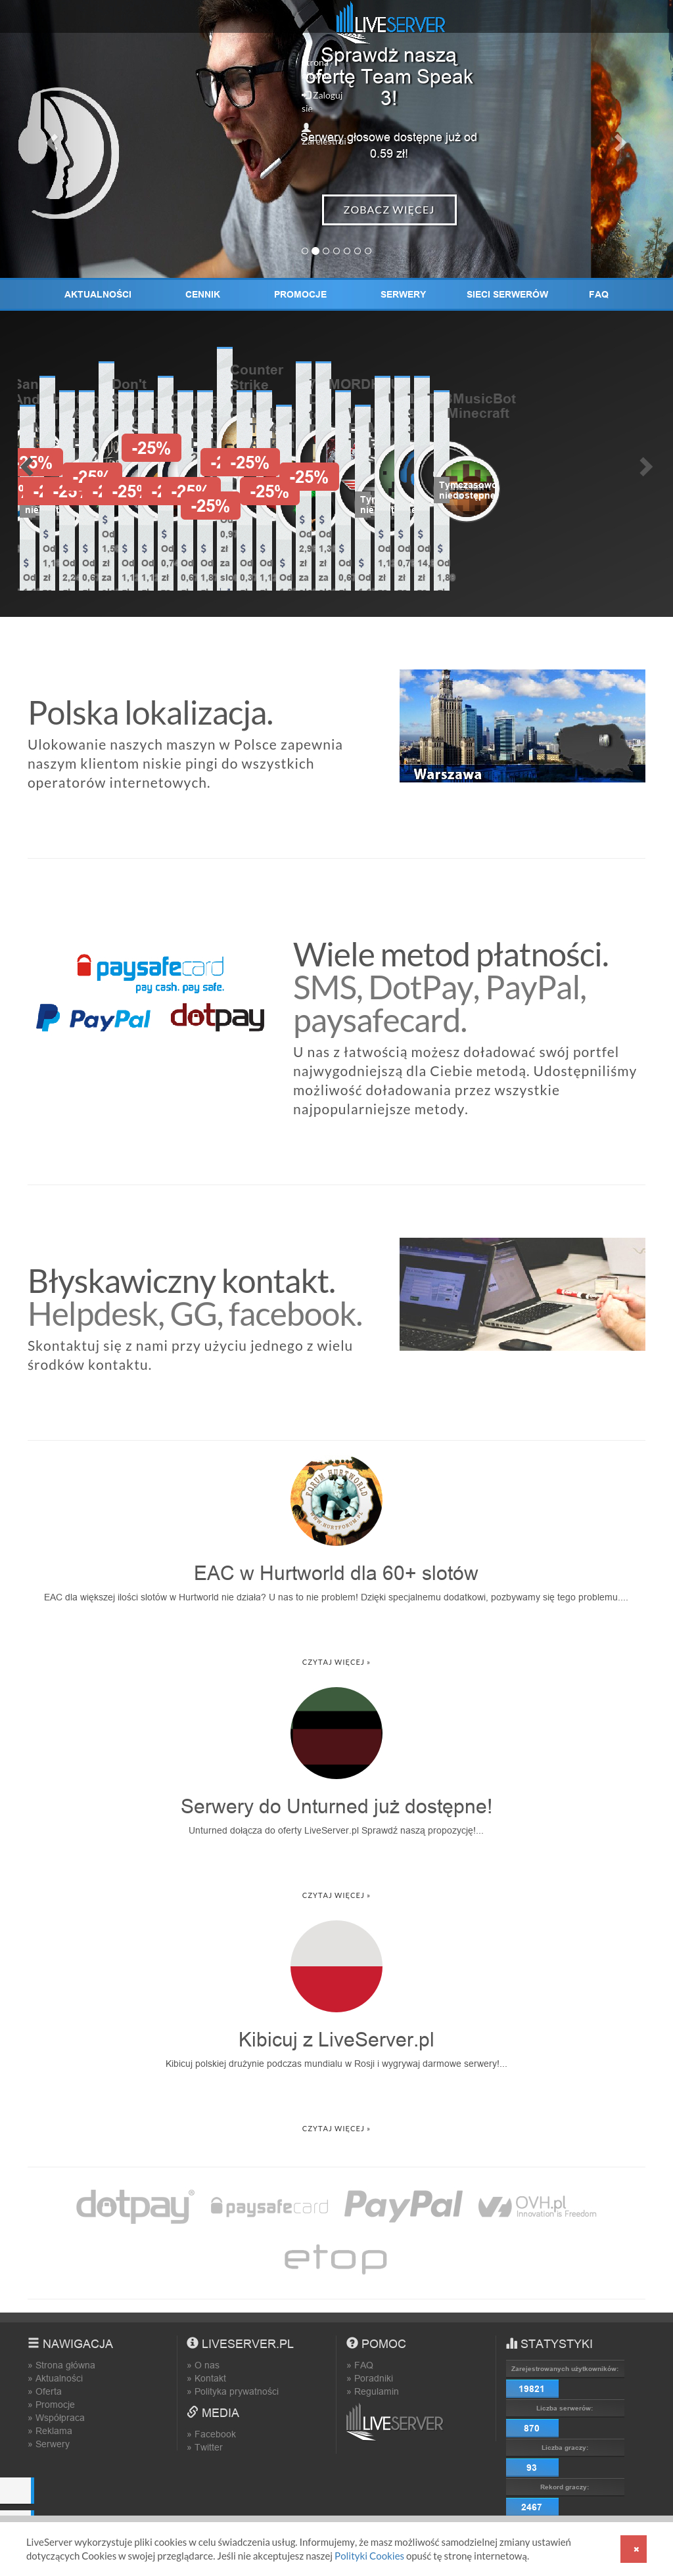 LIVESERVER
Sprawdź naszą
ofertę Team Speak
3!
Zaloguj
się
Serwery głosowe dostępne już od
0.59 zł!
ZOBACZ WIĘCEJ
AKTUALNOŚCI CENNIK PROMOCJE SERWERY SIECI SERWERÓW FAQ
Counter
Strike
Don't
MusicBot
Minecraft
-25%
-25%
-25%
-25%
-25%
-25%
Tymczasowo
niedostępne
Polska lokalizacja.
Ulokowanie naszych maszyn w Polsce zapewnia
naszym klientom niskie pingi do wszystkich
operatorów internetowych.
Warszawa
paysafecard
pay cash. pay safe.
PayPal dotpay
Wiele metod płatności.
SMS, DotPay, PayPal,
paysafecard.
U nas z łatwością możesz doładować swój portfel
najwygodniejszą dla Ciebie metodą. Udostępniliśmy
możliwość doładowania przez wszystkie
najpopularniejsze metody.
Błyskawiczny kontakt.
Helpdesk, GG, facebook.
Skontaktuj się z nami przy użyciu jednego z wielu
środków kontaktu.
FORUM HURTWORLD
WWW.HURTFORUM.PL
EAC w Hurtworld dla 60+ slotów
EAC dla większej ilości slotów w Hurtworld nie działa? U nas to nie problem! Dzięki specjalnemu dodatkowi, pozbywamy się tego problemu....
CZYTAJ WIĘCEJ »
Serwery do Unturned już dostępne!
Unturned dołącza do oferty LiveServer.pl Sprawdź naszą propozycję!...
CZYTAJ WIĘCEJ »
Kibicuj z LiveServer.pl
Kibicuj polskiej drużynie podczas mundialu w Rosji i wygrywaj darmowe serwery!...
CZYTAJ WIĘCEJ »
dotpay® paysafecard PayPal OVH.pl
Innovation is Freedom
etop
NAWIGACJA
» Strona główna
» Aktualności
» Oferta
» Promocje
» Współpraca
» Reklama
» Serwery
LIVESERVER.PL
» O nas
» Kontakt
» Polityka prywatności
MEDIA
» Facebook
» Twitter
POMOC
» FAQ
» Poradniki
» Regulamin
LIVESERVER
STATYSTYKI
Zarejestrowanych użytkowników:
19821
Liczba serwerów:
870
Liczba graczy:
93
Rekord graczy:
2467
LiveServer wykorzystuje pliki cookies w celu świadczenia usług. Informujemy, że masz możliwość samodzielnej zmiany ustawień
dotyczących Cookies w swojej przeglądarce. Jeśli nie akceptujesz naszej Polityki Cookies opuść tę stronę internetową.